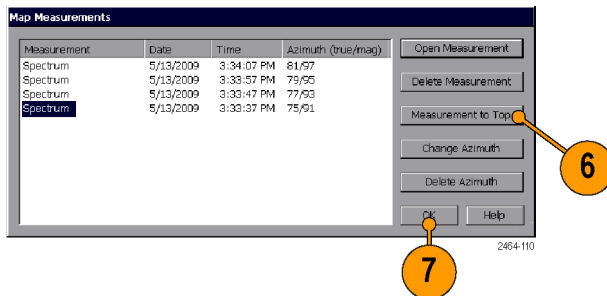 Map Measurements
Measurement Date Time Azimuth (true/mag) Open Measurement
Spectrum 5/13/2009 3:34:07 PM 81/97
Spectrum 5/13/2009 3:33:57 PM 79/95 Delete Measurement
Spectrum 5/13/2009 3:33:47 PM 77/93
Spectrum 5/13/2009 3:33:37 PM 75/91 Measurement to Top
Change Azimuth
6
Delete Azimuth
OK Help
2464-110
7